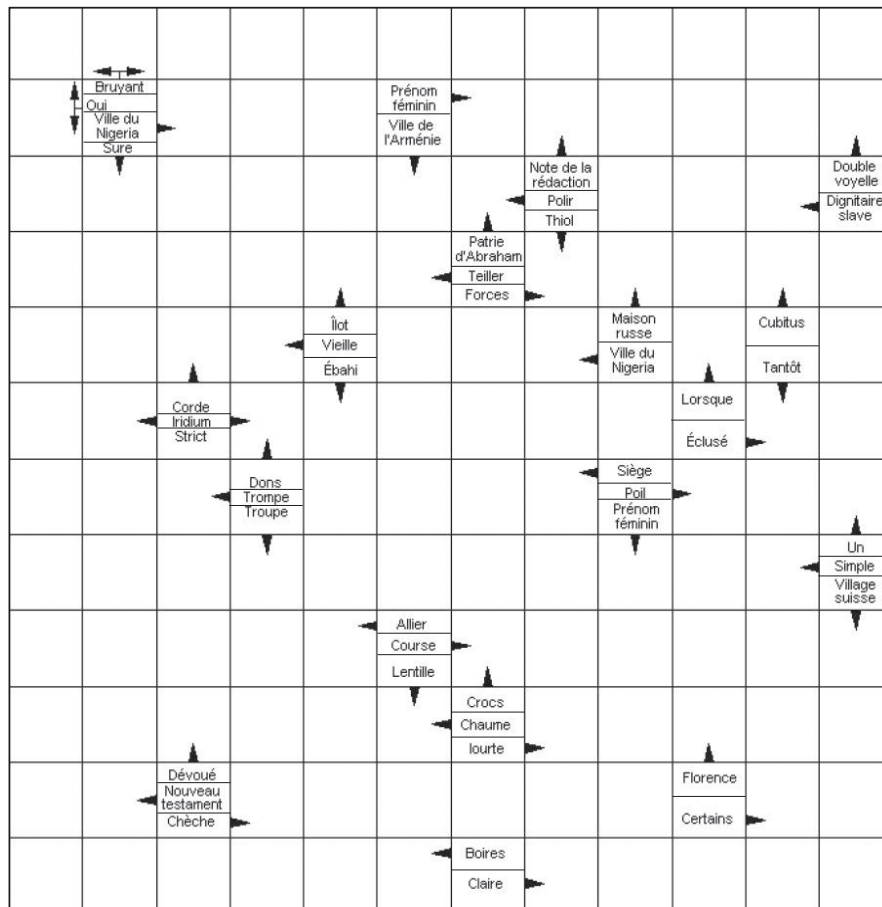 Bruyant
Oui
Ville du
Nigeria
Sure
Prénom
féminin
Ville de
l'Arménie
Note de la
rédaction
Polir
Thiol
Double
voyelle
Dignitaire
slave
Patrie
d'Abraham
Teiller
Forces
Îlot
Vieille
Ébahi
Maison
russe
Ville du
Nigeria
Cubitus
Tantôt
Corde
Iridium
Strict
Lorsque
Éclusé
Dons
Trompe
Troupe
Siège
Poil
Prénom
féminin
Un
Simple
Village
suisse
Allier
Course
Lentille
Crocs
Chaume
Iourte
Dévoué
Nouveau
testament
Chèche
Florence
Certains
Boires
Claire